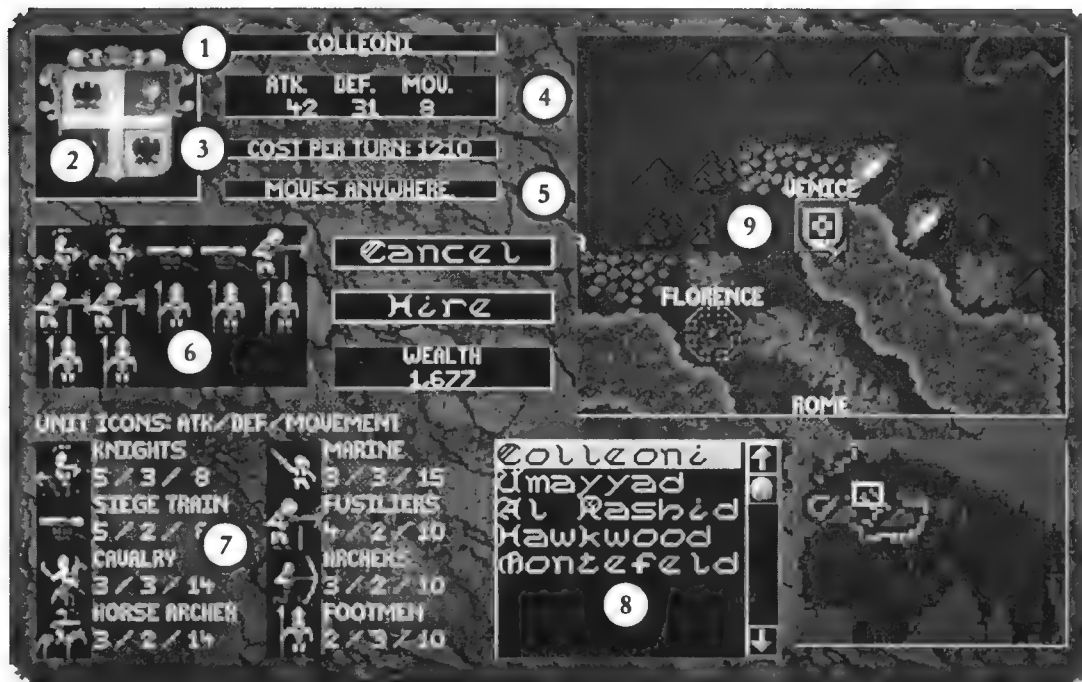 1
COLLEONI
ATK. DEF. MOV.
42 31 8
2
3
4
COST PER TURN: 1210
MOVES ANYWHERE.
5
6
Cancel
Hire
WEALTH
1,677
VENICE
9
FLORENCE
ROME
UNIT ICONS: ATK/DEF/MOVEMENT
KNIGHTS
5 / 3 / 8
SIEGE TRAIN
5 / 2 /
CAVALRY
3 / 3 / 14
HORSE ARCHER
3 / 2 / 14
7
MARINE
3 / 3 / 15
FUSILIERS
4 / 2 / 10
ARCHERS
3 / 2 / 10
FOOTMEN
2 / 3 / 10
Colleoni
Umayyad
Al Rashid
Hawkwood
Montefeld
8